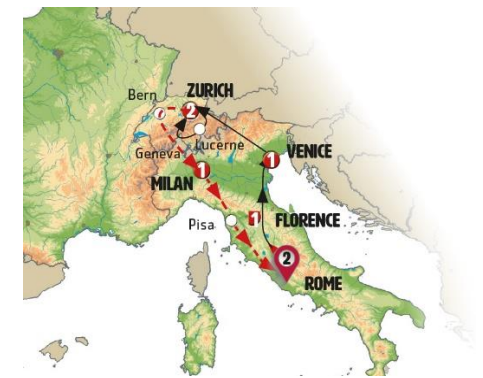 Bern
ZURICH
2
Geneva
Lucerne
MILAN
1
VENICE
1
Pisa
1
FLORENCE
2
ROME